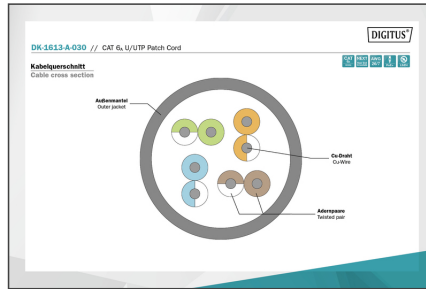 DIGITUS®
DK-1613-A-030 // CAT 6A U/UTP Patch Cord
Kabelquerschnitt
Cable cross section
Außenmantel
Outer jacket
Cu-Draht
Cu-Wire
Adernpaare
Twisted pair